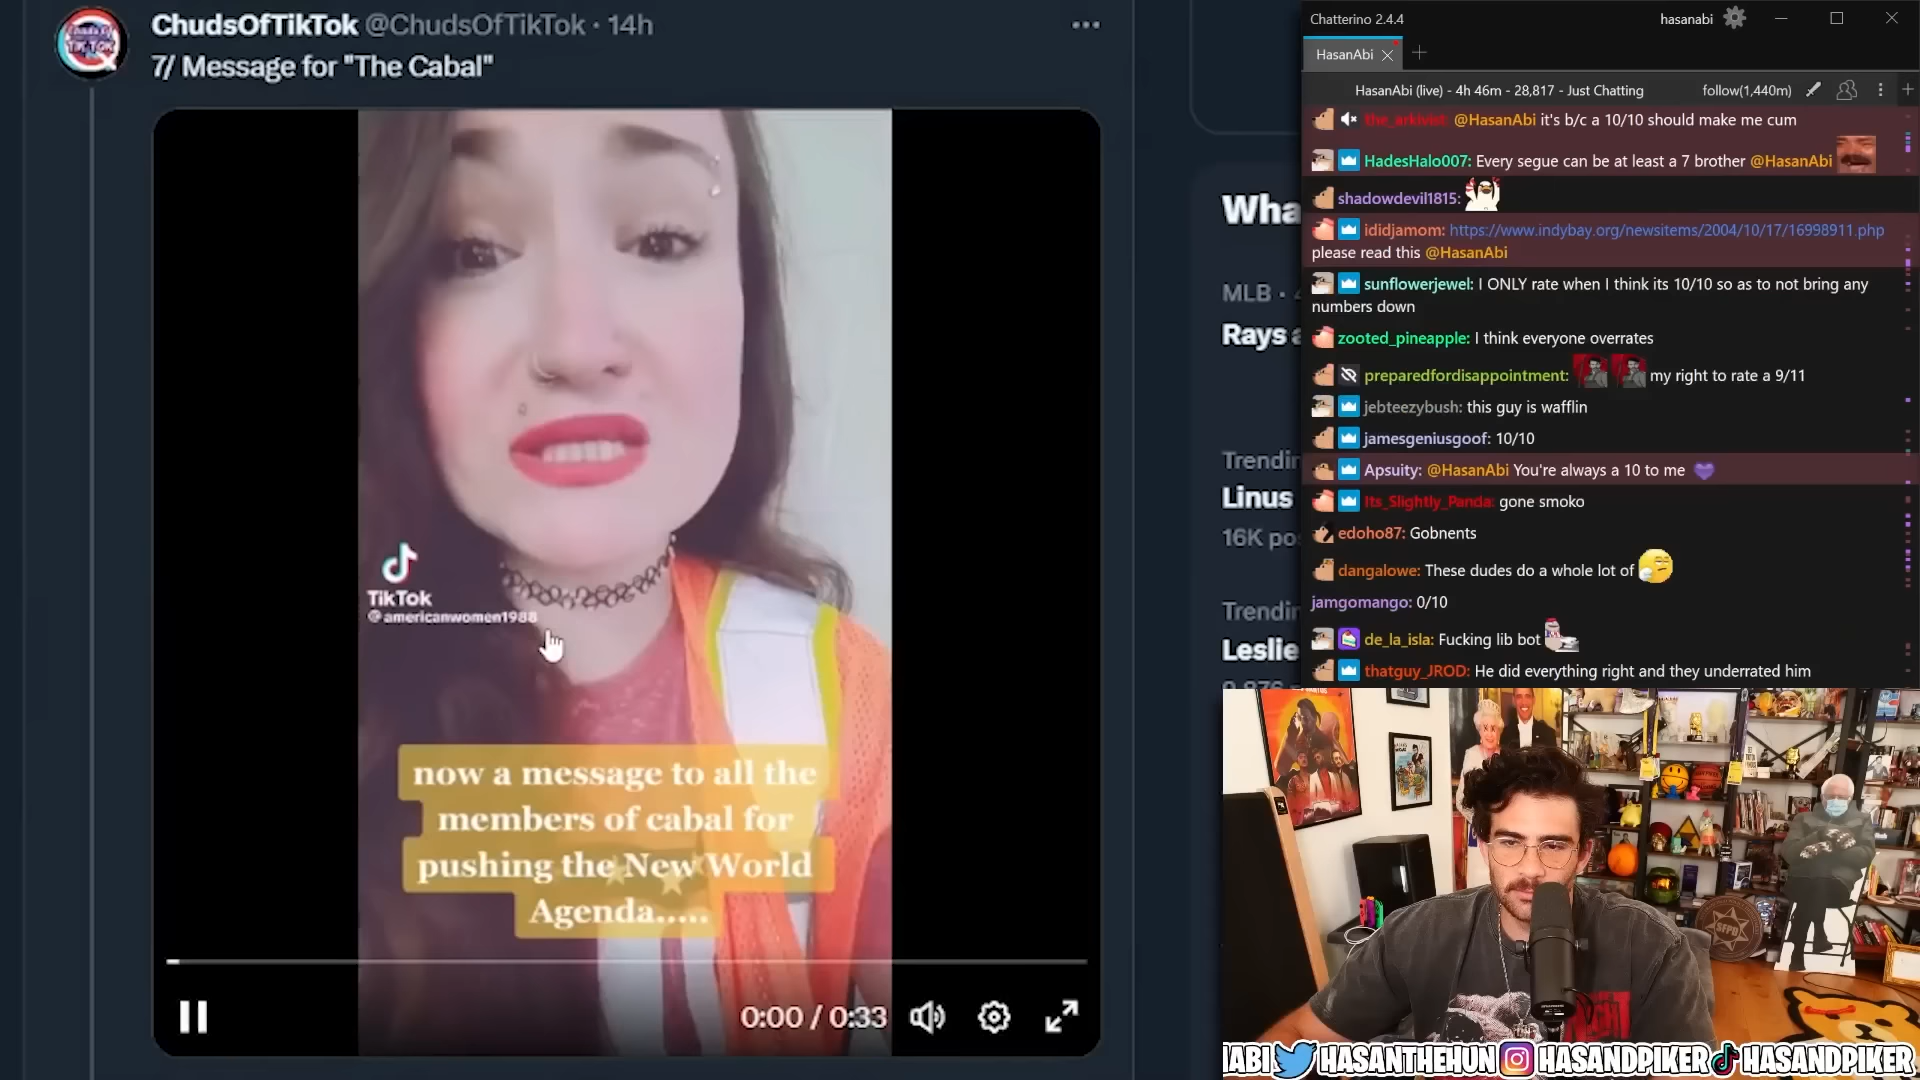 ChudsOfTikTok @ChudsOfTikTok · 14h
7/ Message for "The Cabal"
TikTok
@americanwomen1988
now a message to all the
members of cabal for
pushing the New World
Agenda.....
0:00 / 0:33
Wha
MLB ·
Rays a
Trendin
Linus
16K po
Trendin
Leslie
Chatterino 2.4.4
hasanabi
HasanAbi
HasanAbi (live) - 4h 46m - 28,817 - Just Chatting
follow(1,440m)
the_arkivist: @HasanAbi it's b/c a 10/10 should make me cum
HadesHalo007: Every segue can be at least a 7 brother @HasanAbi
shadowdevil1815:
ididjamom: https://www.indybay.org/newsitems/2004/10/17/16998911.php
please read this @HasanAbi
sunflowerjewel: I ONLY rate when I think its 10/10 so as to not bring any
numbers down
zooted_pineapple: I think everyone overrates
preparedfordisappointment: my right to rate a 9/11
jebteezybush: this guy is wafflin
jamesgeniusgoof: 10/10
Apsuity: @HasanAbi You're always a 10 to me
Its_Slightly_Panda: gone smoko
edoho87: Gobnents
dangalowe: These dudes do a whole lot of
jamgomango: 0/10
de_la_isla: Fucking lib bot
thatguy_JROD: He did everything right and they underrated him
SFPD
IABI HASANTHEHUN HASANDPIKER HASANDPIKER